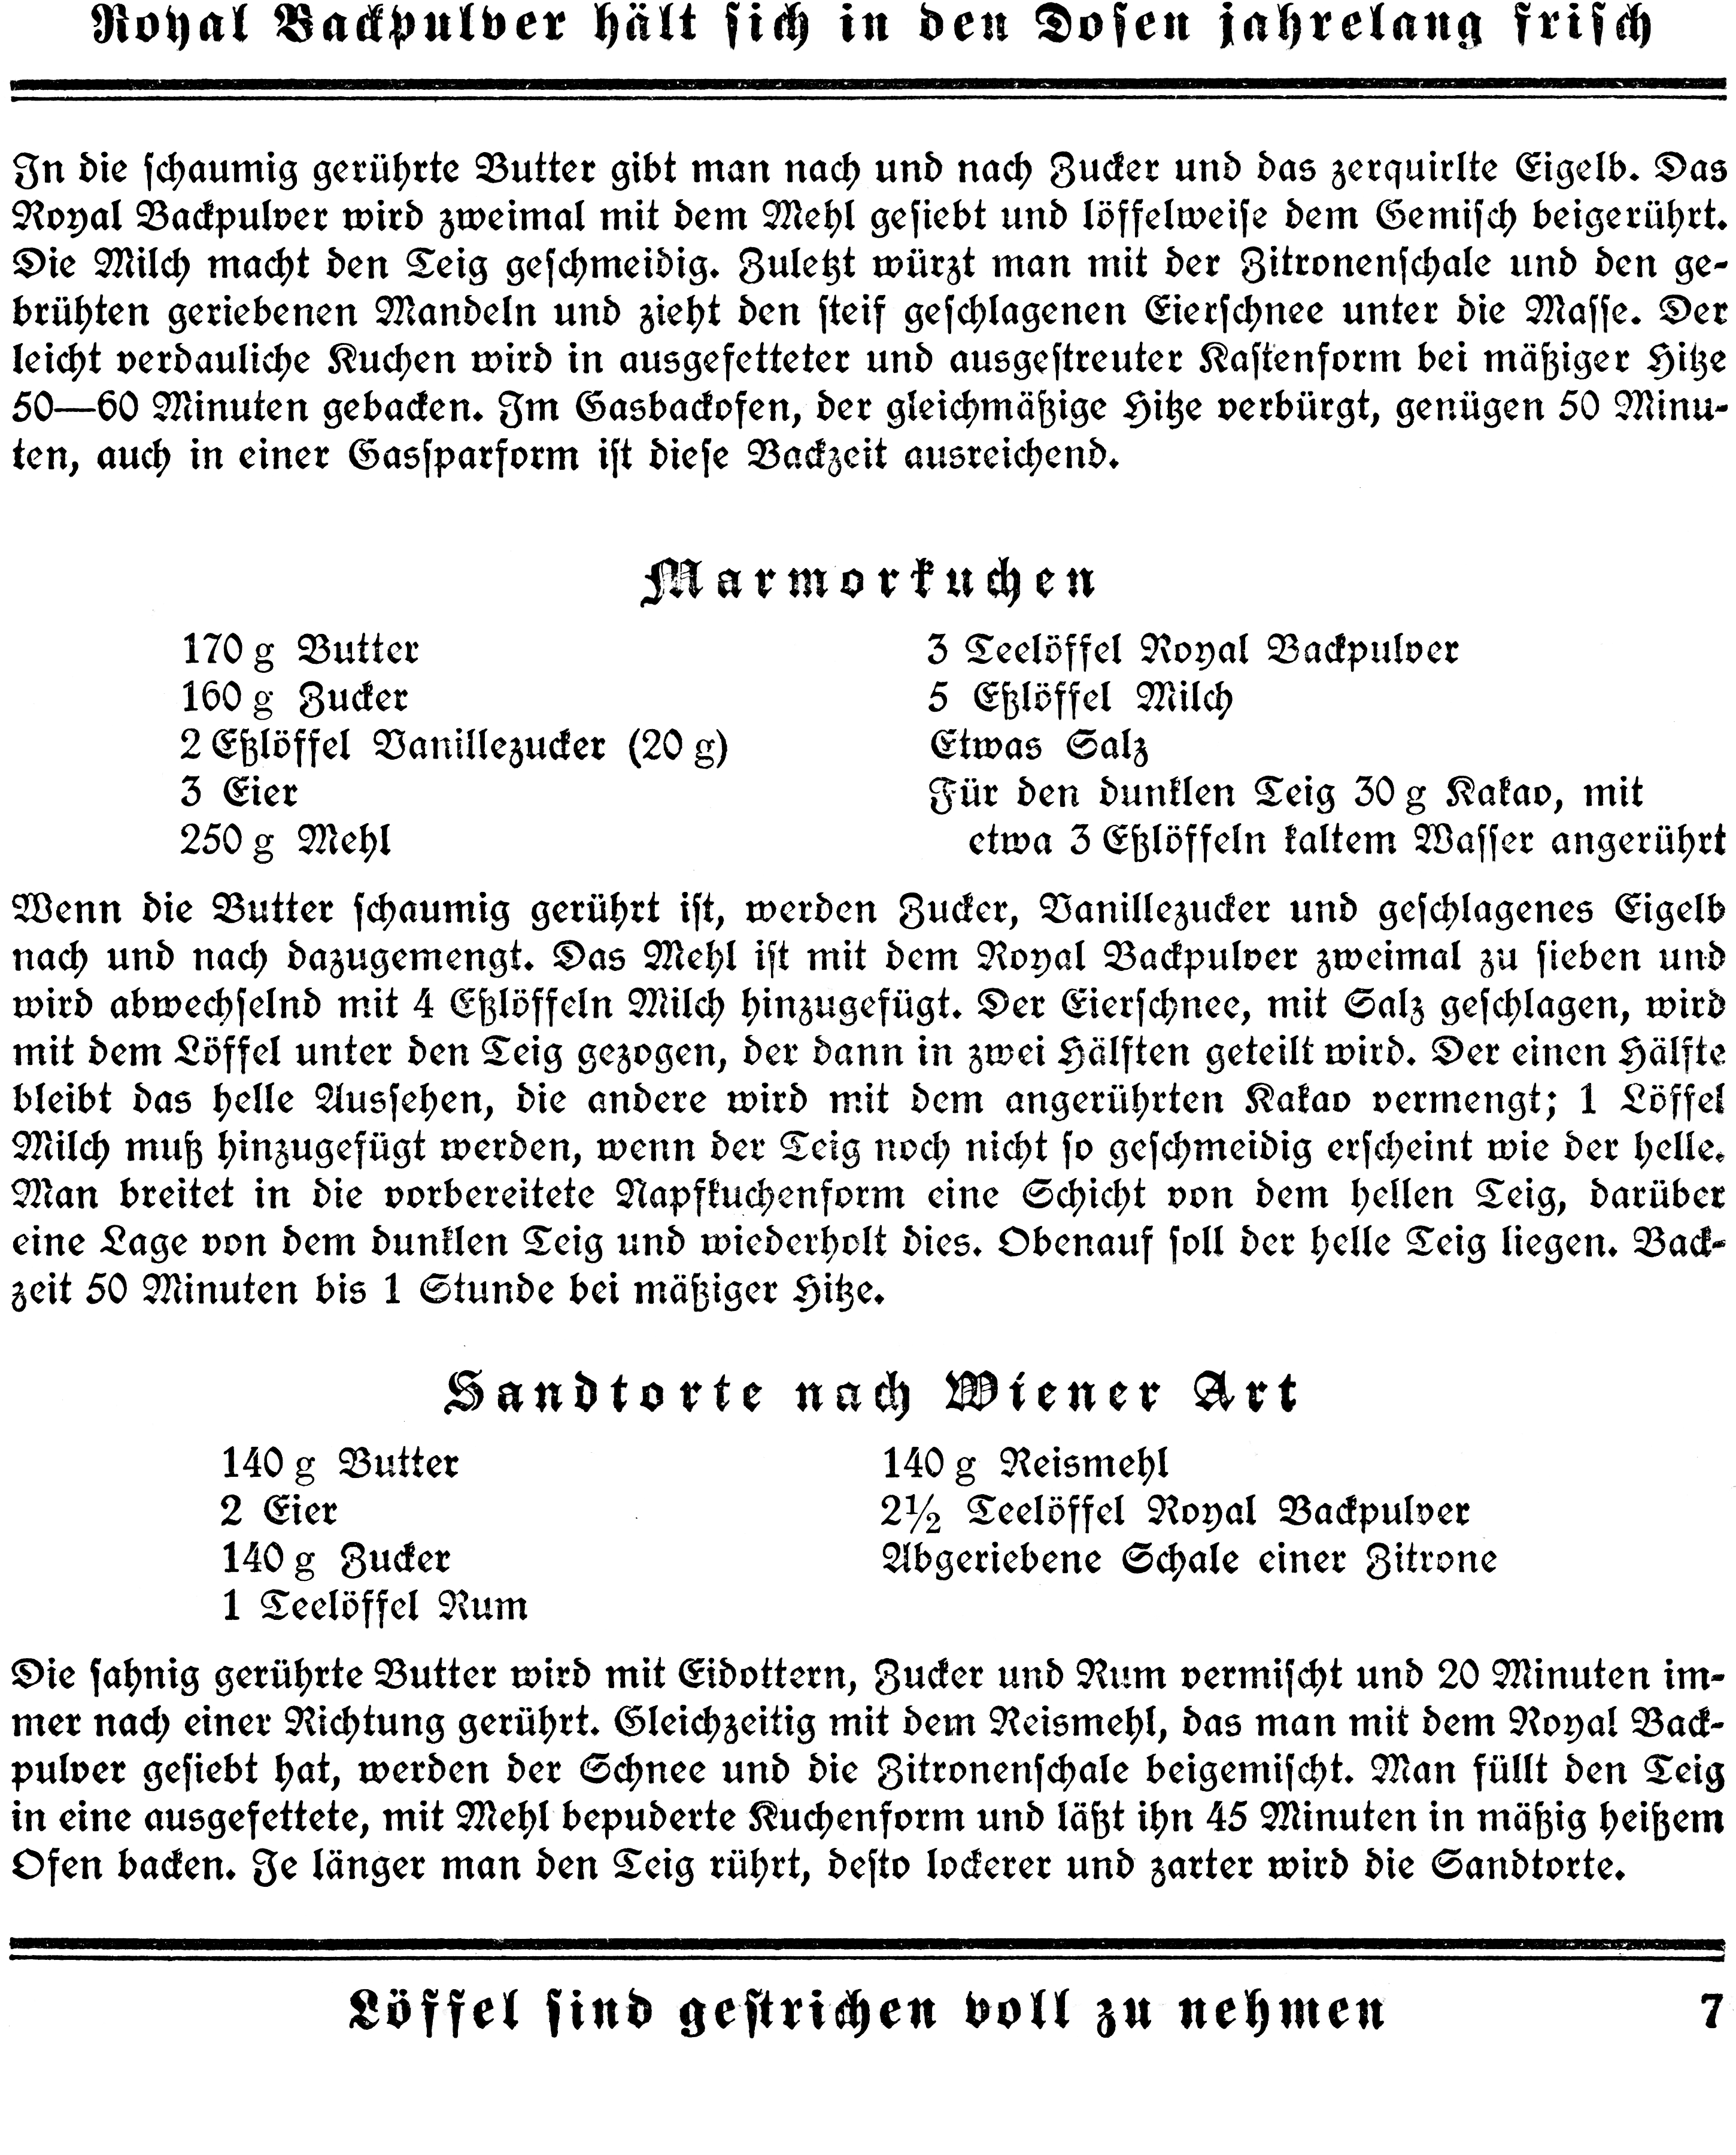 Royal Backpulver hält sich in den Dosen jahrelang frisch
In die schaumig gerührte Butter gibt man nach und nach Zucker und das zerquirlte Eigelb. Das
Royal Backpulver wird zweimal mit dem Mehl gesiebt und löffelweise dem Gemisch beigerührt.
Die Milch macht den Teig geschmeidig. Zuletzt würzt man mit der Zitronenschale und den ge-
brühten geriebenen Mandeln und zieht den steif geschlagenen Eierschnee unter die Masse. Der
leicht verdauliche Kuchen wird in ausgefetteter und ausgestreuter Kastenform bei mäßiger Hitze
50—60 Minuten gebacken. Im Gasbackofen, der gleichmäßige Hitze verbürgt, genügen 50 Minu-
ten, auch in einer Gassparform ist diese Backzeit ausreichend.
Marmorkuchen
170 g Butter
160 g Zucker
2 Eßlöffel Vanillezucker (20 g)
3 Eier
250 g Mehl
3 Teelöffel Royal Backpulver
5 Eßlöffel Milch
Etwas Salz
Für den dunklen Teig 30 g Kakao, mit
etwa 3 Eßlöffeln kaltem Wasser angerührt
Wenn die Butter schaumig gerührt ist, werden Zucker, Vanillezucker und geschlagenes Eigelb
nach und nach dazugemengt. Das Mehl ist mit dem Royal Backpulver zweimal zu sieben und
wird abwechselnd mit 4 Eßlöffeln Milch hinzugefügt. Der Eierschnee, mit Salz geschlagen, wird
mit dem Löffel unter den Teig gezogen, der dann in zwei Hälften geteilt wird. Der einen Hälfte
bleibt das helle Aussehen, die andere wird mit dem angerührten Kakao vermengt; 1 Löffel
Milch muß hinzugefügt werden, wenn der Teig noch nicht so geschmeidig erscheint wie der helle.
Man breitet in die vorbereitete Napfkuchenform eine Schicht von dem hellen Teig, darüber
eine Lage von dem dunklen Teig und wiederholt dies. Obenauf soll der helle Teig liegen. Back-
zeit 50 Minuten bis 1 Stunde bei mäßiger Hitze.
Sandtorte nach Wiener Art
140 g Butter
2 Eier
140 g Zucker
1 Teelöffel Rum
140 g Reismehl
2½ Teelöffel Royal Backpulver
Abgeriebene Schale einer Zitrone
Die sahnig gerührte Butter wird mit Eidottern, Zucker und Rum vermischt und 20 Minuten im-
mer nach einer Richtung gerührt. Gleichzeitig mit dem Reismehl, das man mit dem Royal Back-
pulver gesiebt hat, werden der Schnee und die Zitronenschale beigemischt. Man füllt den Teig
in eine ausgefettete, mit Mehl bepuderte Kuchenform und läßt ihn 45 Minuten in mäßig heißem
Ofen backen. Je länger man den Teig rührt, desto lockerer und zarter wird die Sandtorte.
Löffel sind gestrichen voll zu nehmen 7